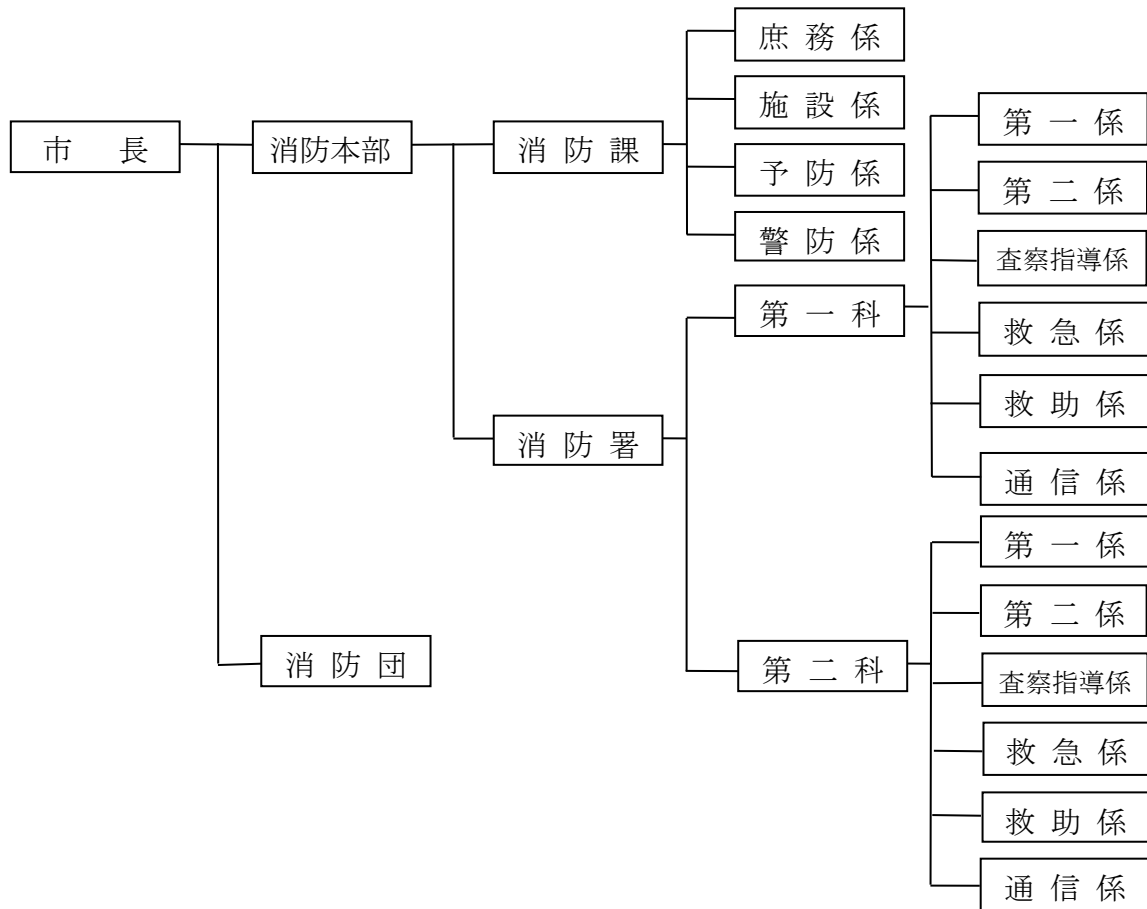 市 長
消防本部
消防団
消防課
消防署
庶務係
施設係
予防係
警防係
第一科
第二科
第一係
第二係
査察指導係
救急係
救助係
通信係
第一係
第二係
査察指導係
救急係
救助係
通信係